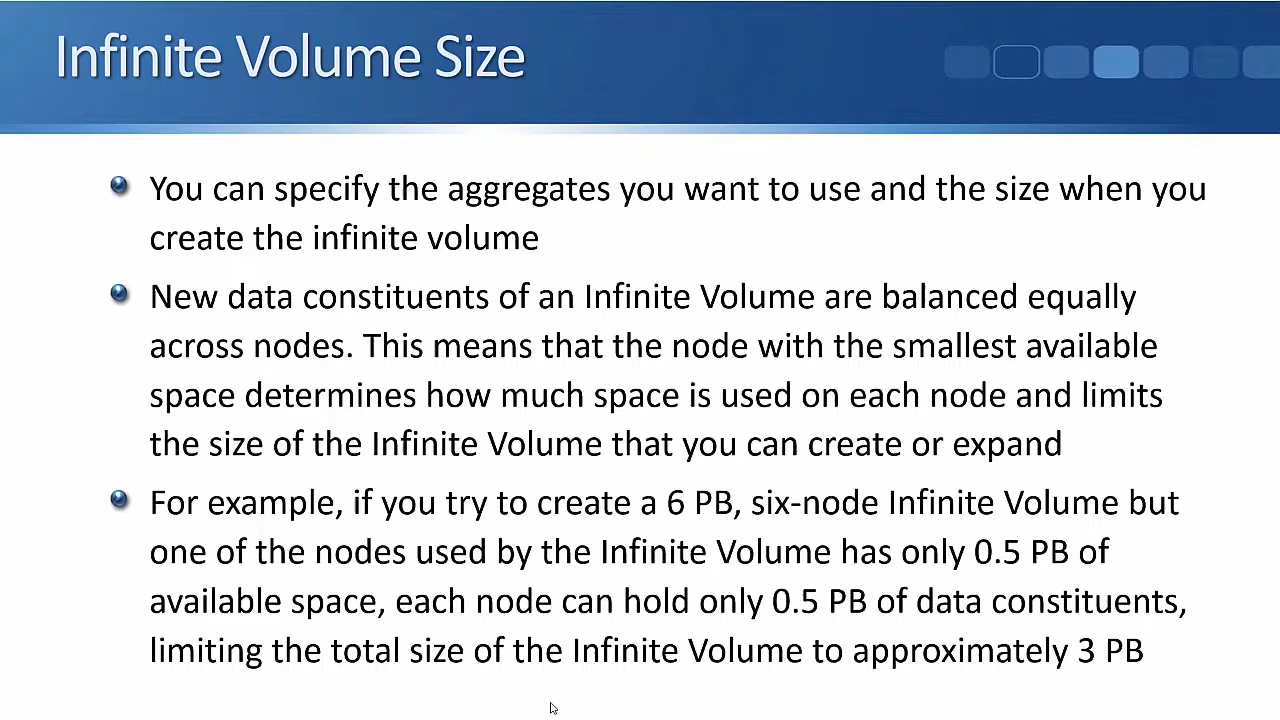 Infinite Volume Size
You can specify the aggregates you want to use and the size when you
create the infinite volume
New data constituents of an Infinite Volume are balanced equally
across nodes. This means that the node with the smallest available
space determines how much space is used on each node and limits
the size of the Infinite Volume that you can create or expand
For example, if you try to create a 6 PB, six-node Infinite Volume but
one of the nodes used by the Infinite Volume has only 0.5 PB of
available space, each node can hold only 0.5 PB of data constituents,
limiting the total size of the Infinite Volume to approximately 3 PB